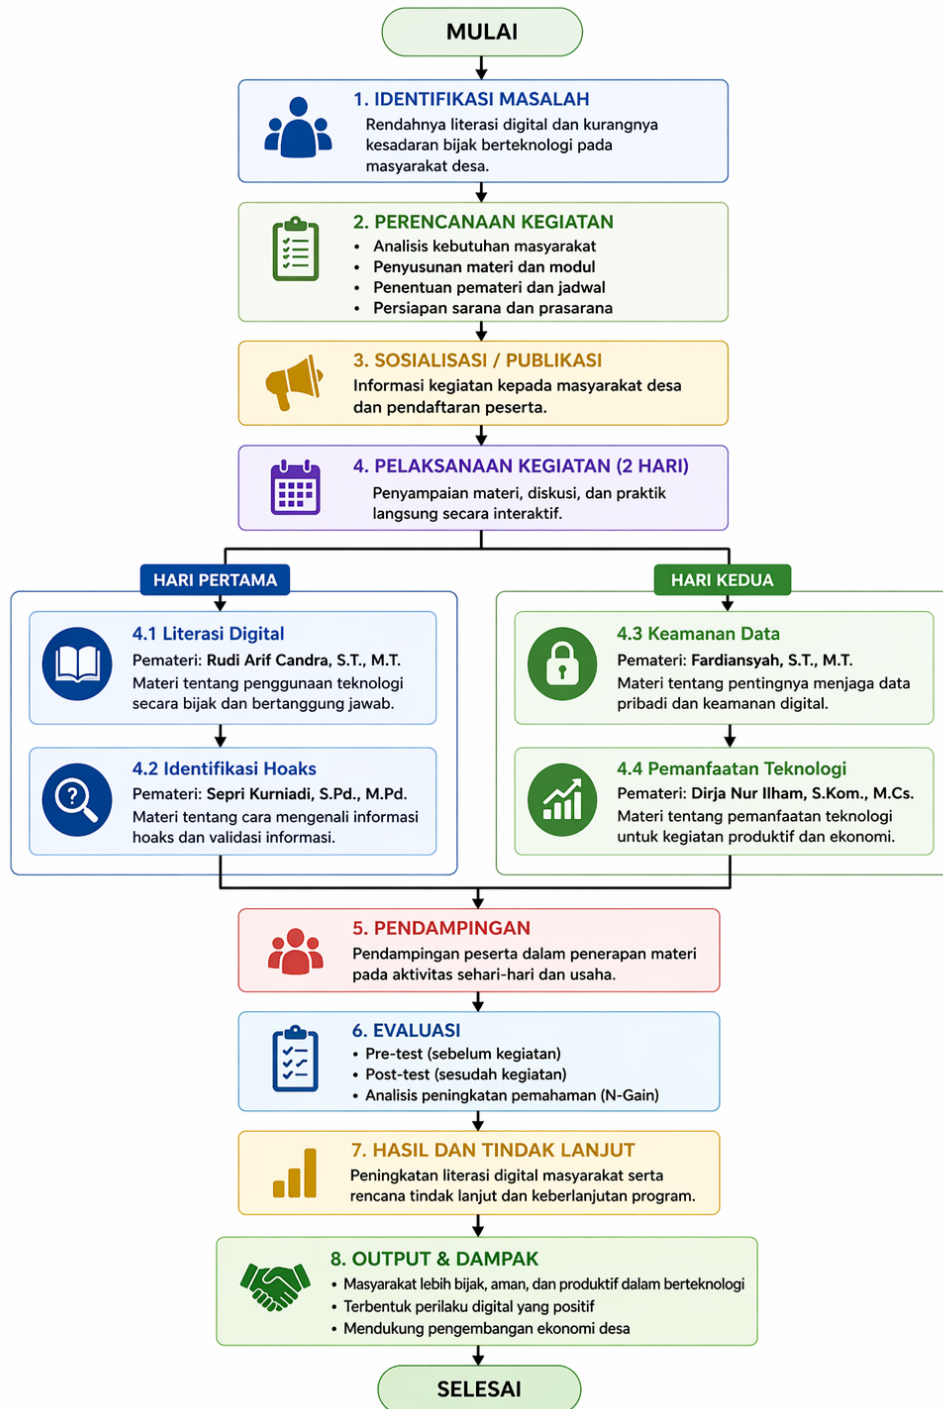 MULAI
1. IDENTIFIKASI MASALAH
Rendahnya literasi digital dan kurangnya
kesadaran bijak berteknologi pada
masyarakat desa.
2. PERENCANAAN KEGIATAN
• Analisis kebutuhan masyarakat
• Penyusunan materi dan modul
• Penentuan pemateri dan jadwal
• Persiapan sarana dan prasarana
3. SOSIALISASI / PUBLIKASI
Informasi kegiatan kepada masyarakat desa
dan pendaftaran peserta.
4. PELAKSANAAN KEGIATAN (2 HARI)
Penyampaian materi, diskusi, dan praktik
langsung secara interaktif.
HARI PERTAMA
4.1 Literasi Digital
Pemateri: Rudi Arif Candra, S.T., M.T.
Materi tentang penggunaan teknologi
secara bijak dan bertanggung jawab.
4.2 Identifikasi Hoaks
Pemateri: Sepri Kurniadi, S.Pd., M.Pd.
Materi tentang cara mengenali informasi
hoaks dan validasi informasi.
HARI KEDUA
4.3 Keamanan Data
Pemateri: Fardiansyah, S.T., M.T.
Materi tentang pentingnya menjaga data
pribadi dan keamanan digital.
4.4 Pemanfaatan Teknologi
Pemateri: Dirja Nur Ilham, S.Kom., M.Cs.
Materi tentang pemanfaatan teknologi
untuk kegiatan produktif dan ekonomi.
5. PENDAMPINGAN
Pendampingan peserta dalam penerapan materi
pada aktivitas sehari-hari dan usaha.
6. EVALUASI
• Pre-test (sebelum kegiatan)
• Post-test (sesudah kegiatan)
• Analisis peningkatan pemahaman (N-Gain)
7. HASIL DAN TINDAK LANJUT
Peningkatan literasi digital masyarakat serta
rencana tindak lanjut dan keberlanjutan program.
8. OUTPUT & DAMPAK
• Masyarakat lebih bijak, aman, dan produktif dalam berteknologi
• Terbentuk perilaku digital yang positif
• Mendukung pengembangan ekonomi desa
SELESAI